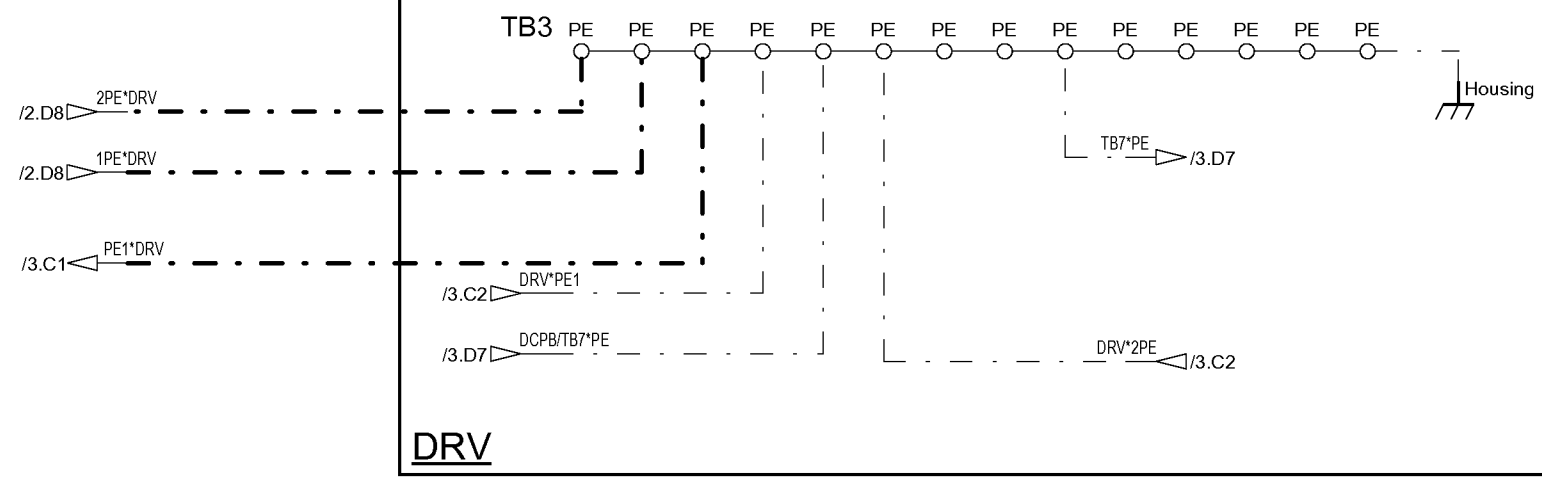 TB3 PE PE PE PE PE PE PE PE PE PE PE PE PE PE
Housing
/2.D8 2PE*DRV
TB7*PE /3.D7
/2.D8 1PE*DRV
/3.C1 PE1*DRV
/3.C2 DRV*PE1
/3.D7 DCPB/TB7*PE
DRV*2PE /3.C2
DRV